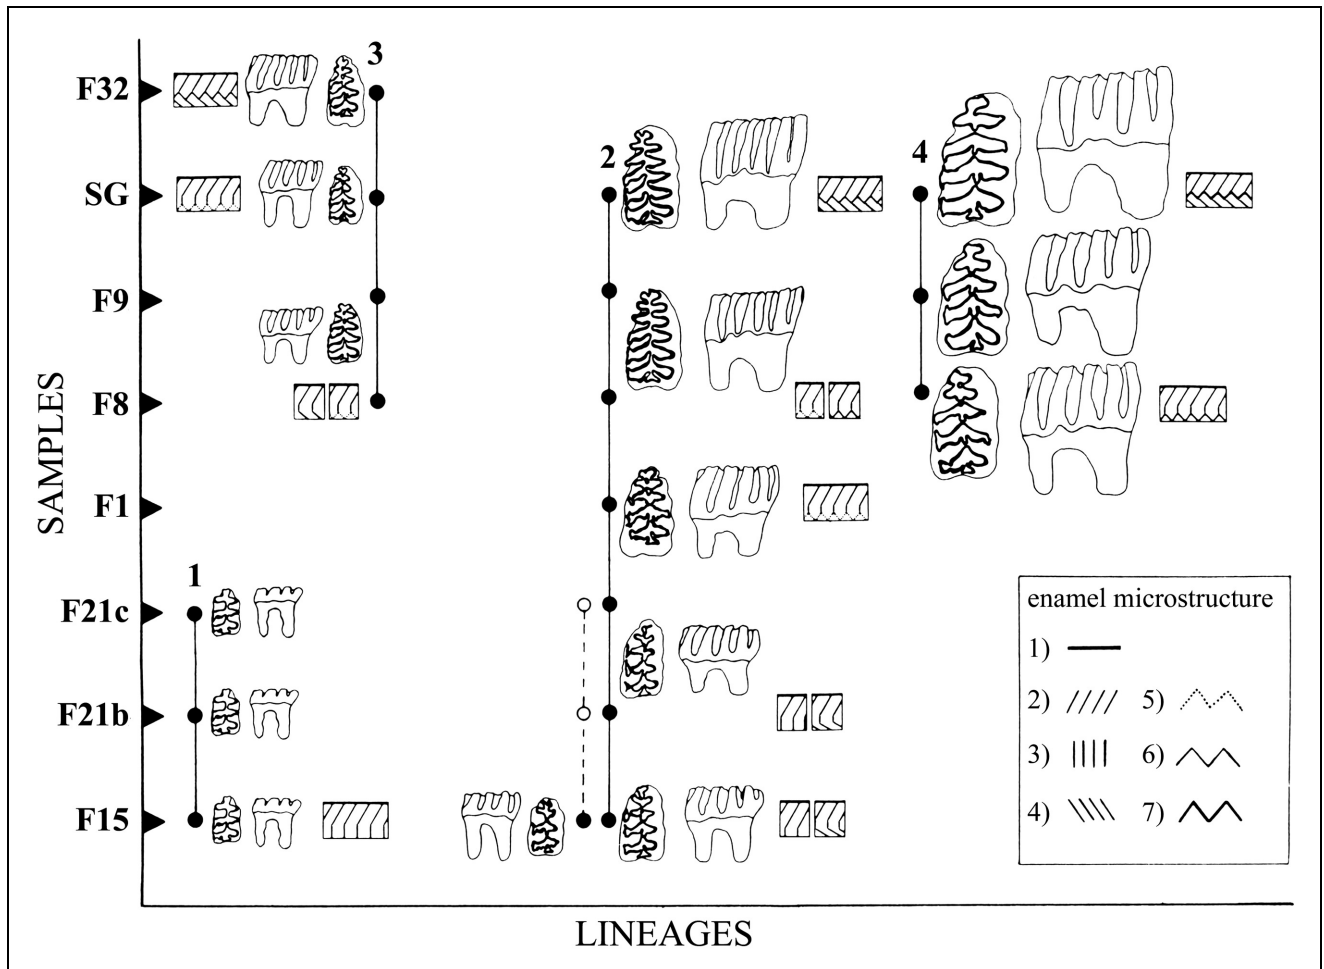 3
F32
2
4
SG
F9
F8
F1
1
F21c
F21b
F15
SAMPLES
LINEAGES
enamel microstructure
1)
2)
5)
3)
6)
4)
7)